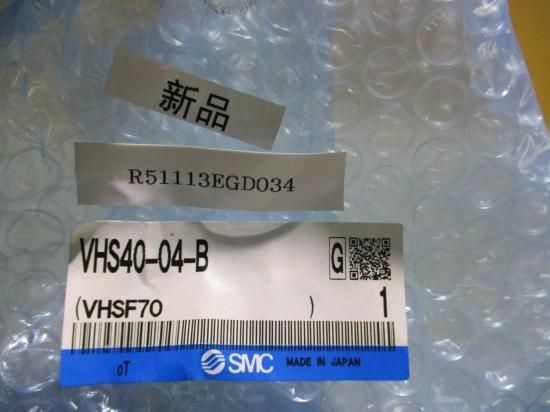 新品
R51113EGD034
VHS40-04-B
G
(VHSF70 )
1
SMC MADE IN JAPAN
oT